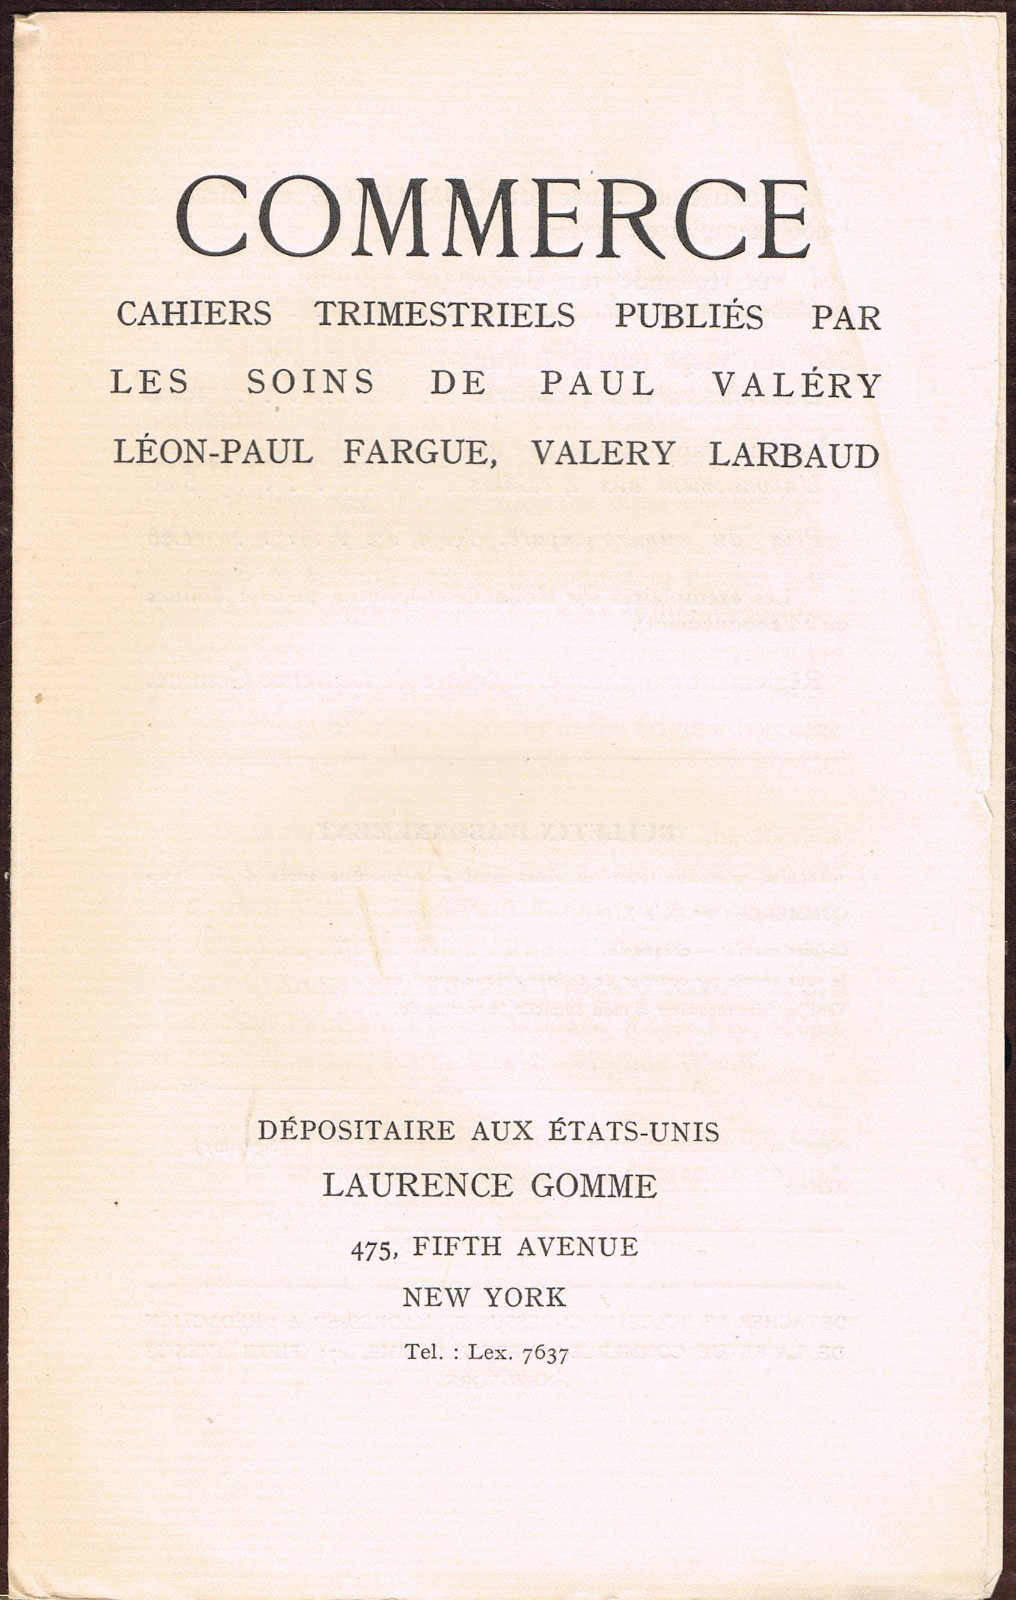 COMMERCE
CAHIERS TRIMESTRIELS PUBLIÉS PAR
LES SOINS DE PAUL VALÉRY
LÉON-PAUL FARGUE, VALERY LARBAUD
DÉPOSITAIRE AUX ÉTATS-UNIS
LAURENCE GOMME
475, FIFTH AVENUE
NEW YORK
Tel. : Lex. 7637